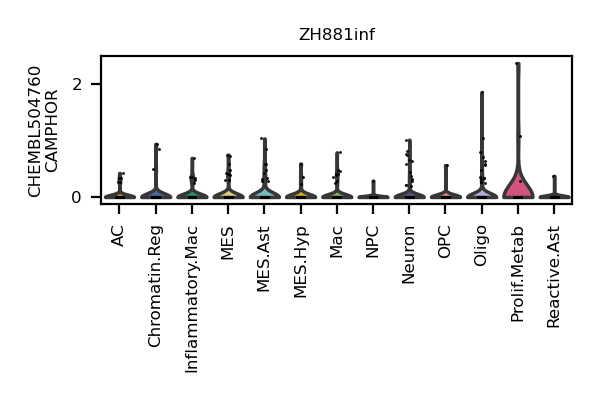 ZH881inf
CHEMBL504760
CAMPHOR
2
0
AC
Chromatin.Reg
Inflammatory.Mac
MES
MES.Ast
MES.Hyp
Mac
NPC
Neuron
OPC
Oligo
Prolif.Metab
Reactive.Ast